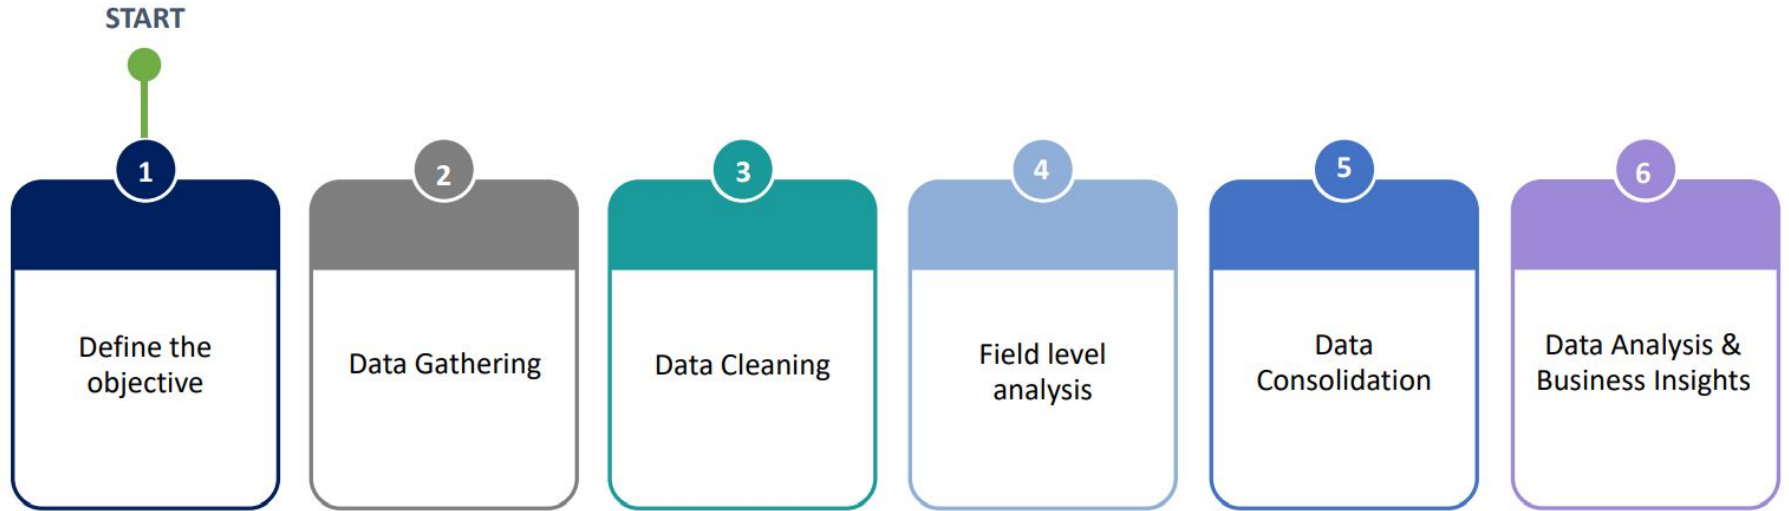 START
1
2
3
4
5
6
Define the
objective
Data Gathering
Data Cleaning
Field level
analysis
Data
Consolidation
Data Analysis &
Business Insights